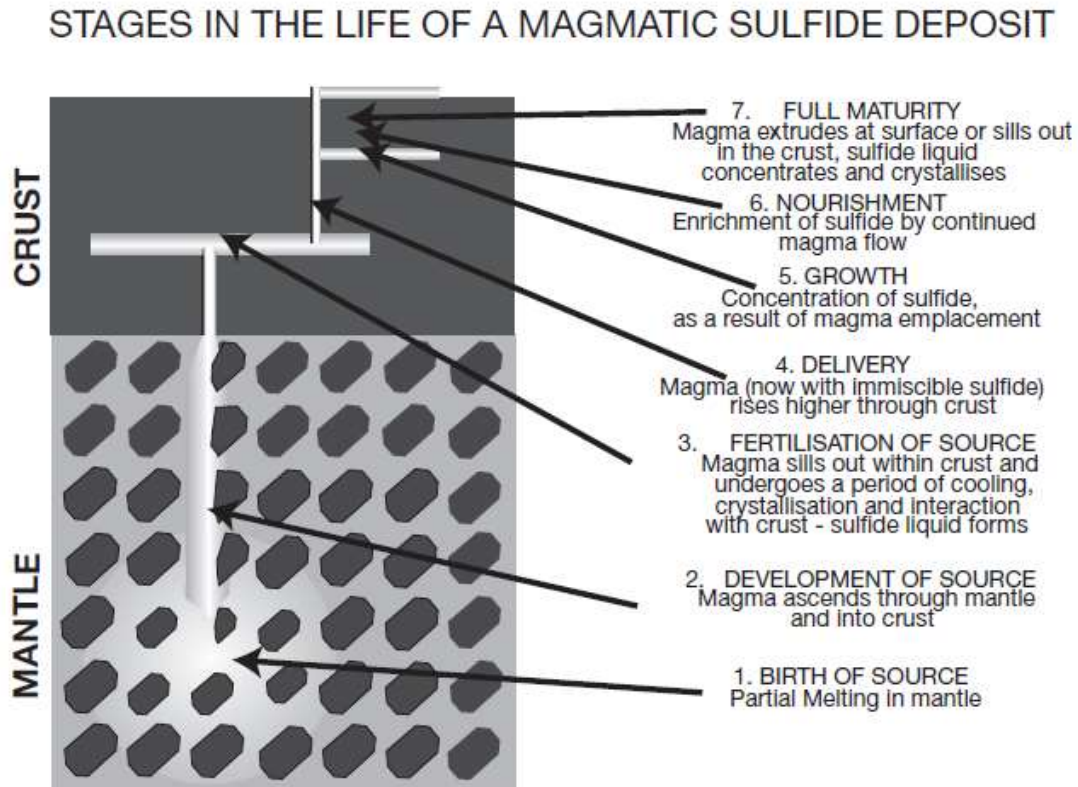 STAGES IN THE LIFE OF A MAGMATIC SULFIDE DEPOSIT
CRUST
MANTLE
7. FULL MATURITY
Magma extrudes at surface or sills out
in the crust, sulfide liquid
concentrates and crystallises
6. NOURISHMENT
Enrichment of sulfide by continued
magma flow
5. GROWTH
Concentration of sulfide,
as a result of magma emplacement
4. DELIVERY
Magma (now with immiscible sulfide)
rises higher through crust
3. FERTILISATION OF SOURCE
Magma sills out within crust and
undergoes a period of cooling,
crystallisation and interaction
with crust - sulfide liquid forms
2. DEVELOPMENT OF SOURCE
Magma ascends through mantle
and into crust
1. BIRTH OF SOURCE
Partial Melting in mantle